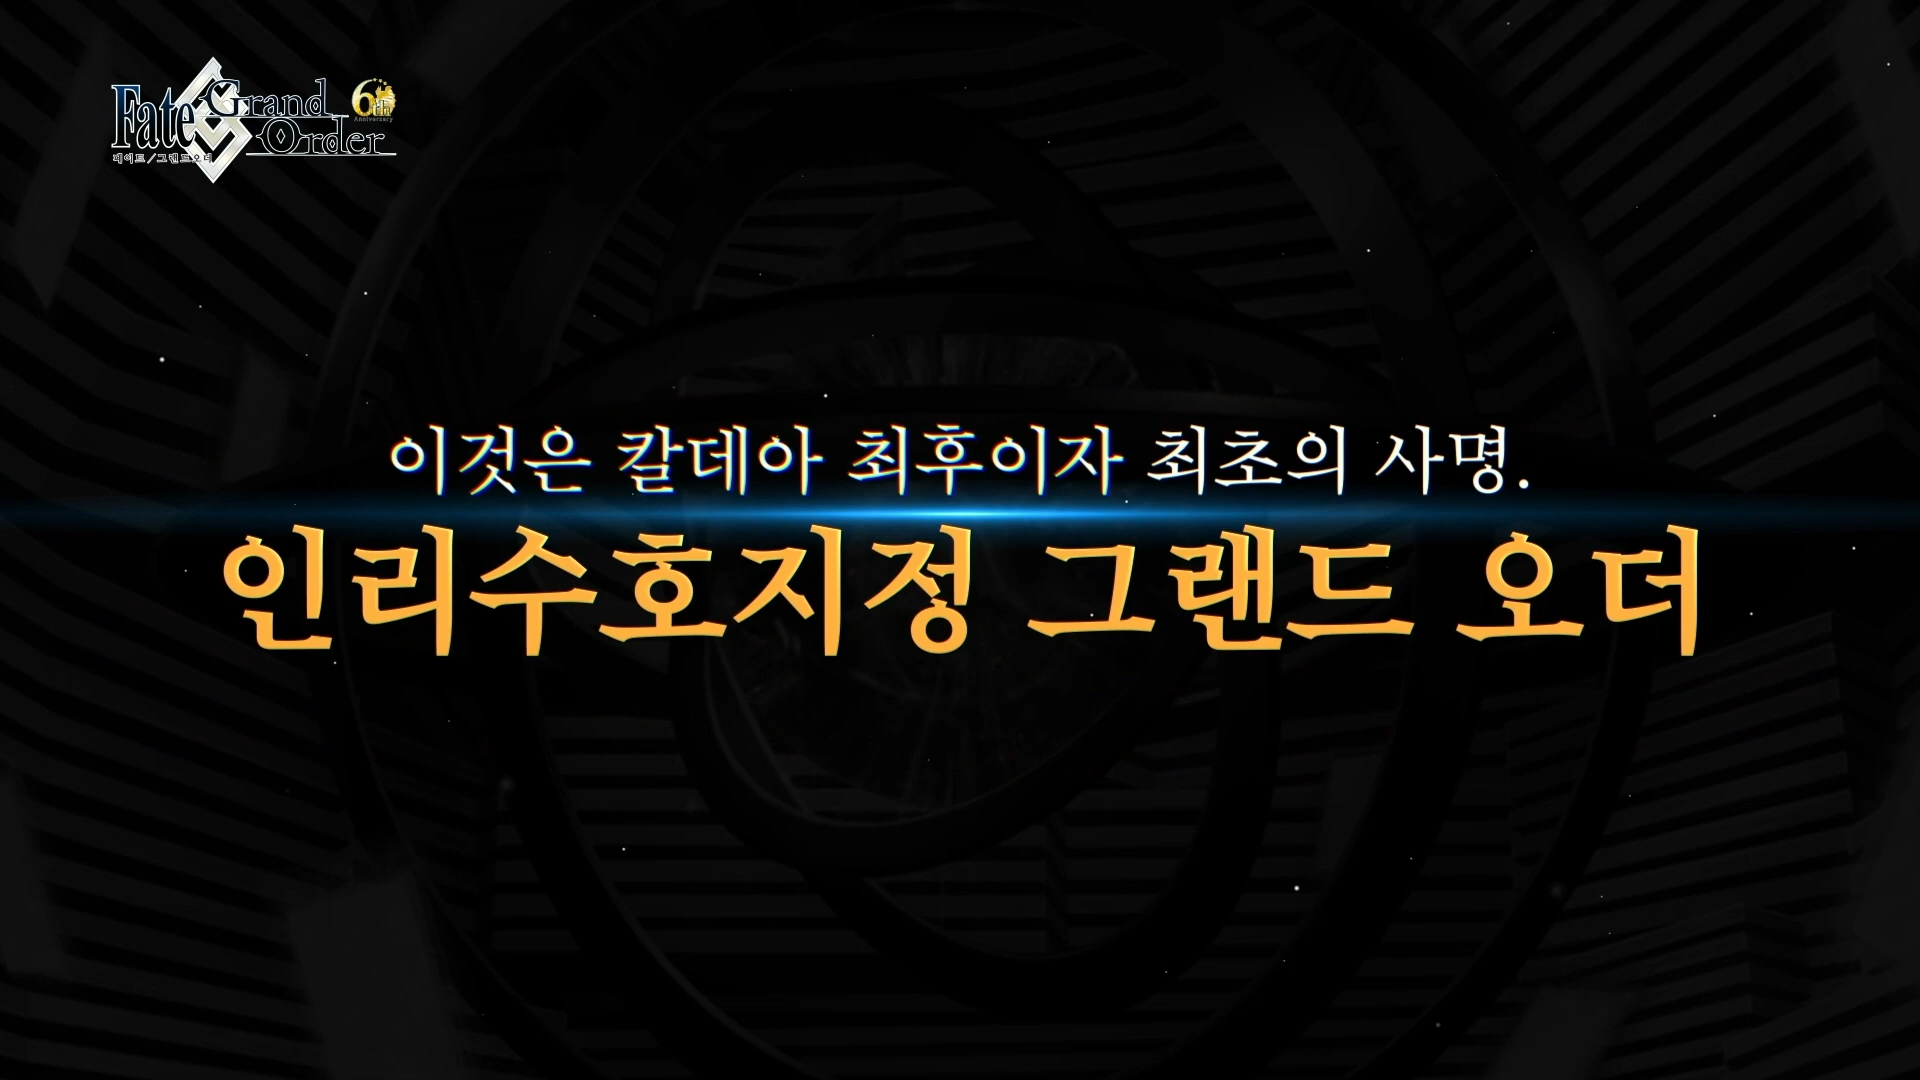 Fate Grand Order 6th Anniversary
페이트/그랜드 오더
이것은 칼데아 최후이자 최초의 사명.
인리수호지정 그랜드 오더